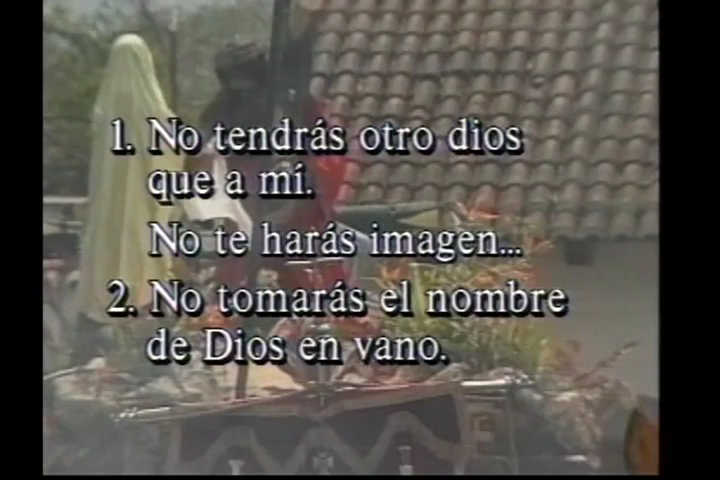 1. No tendrás otro dios
que a mí.
No te harás imagen...
2. No tomarás el nombre
de Dios en vano.